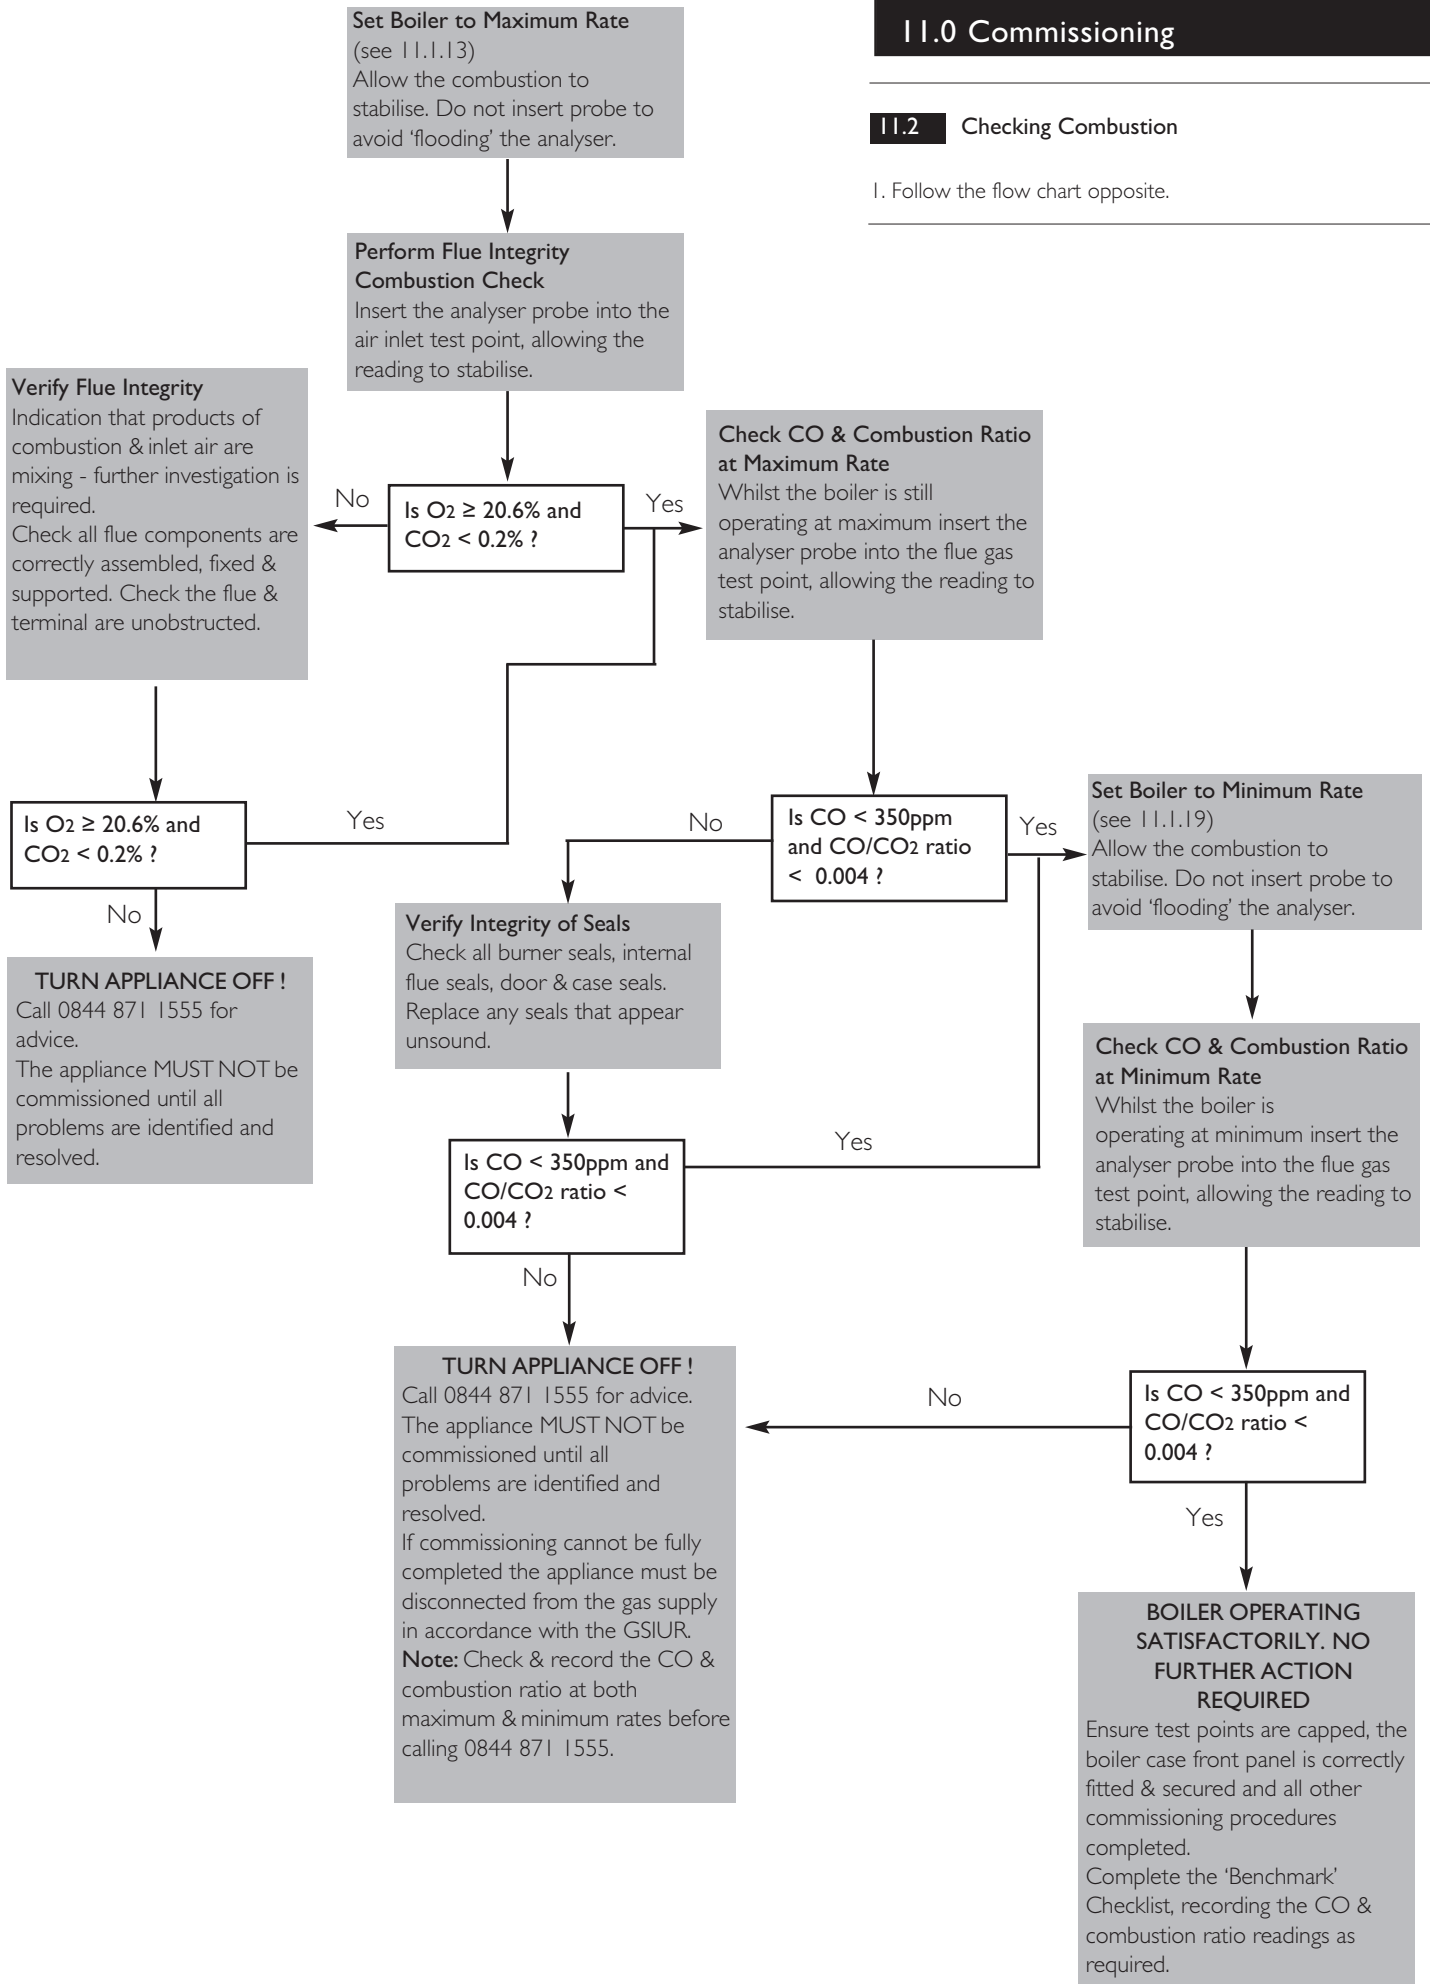 11.0 Commissioning
11.2 Checking Combustion
1. Follow the flow chart opposite.
Set Boiler to Maximum Rate
(see 11.1.13)
Allow the combustion to
stabilise. Do not insert probe to
avoid ‘flooding’ the analyser.
Perform Flue Integrity
Combustion Check
Insert the analyser probe into the
air inlet test point, allowing the
reading to stabilise.
Is O2 ≥ 20.6% and
CO2 < 0.2% ?
No
Yes
Verify Flue Integrity
Indication that products of
combustion & inlet air are
mixing - further investigation is
required.
Check all flue components are
correctly assembled, fixed &
supported. Check the flue &
terminal are unobstructed.
Is O2 ≥ 20.6% and
CO2 < 0.2% ?
Yes
No
TURN APPLIANCE OFF !
Call 0844 871 1555 for
advice.
The appliance MUST NOT be
commissioned until all
problems are identified and
resolved.
Check CO & Combustion Ratio
at Maximum Rate
Whilst the boiler is still
operating at maximum insert the
analyser probe into the flue gas
test point, allowing the reading to
stabilise.
Is CO < 350ppm
and CO/CO2 ratio
< 0.004 ?
No
Yes
Verify Integrity of Seals
Check all burner seals, internal
flue seals, door & case seals.
Replace any seals that appear
unsound.
Is CO < 350ppm and
CO/CO2 ratio <
0.004 ?
Yes
No
TURN APPLIANCE OFF !
Call 0844 871 1555 for advice.
The appliance MUST NOT be
commissioned until all
problems are identified and
resolved.
If commissioning cannot be fully
completed the appliance must be
disconnected from the gas supply
in accordance with the GSIUR.
Note: Check & record the CO &
combustion ratio at both
maximum & minimum rates before
calling 0844 871 1555.
Set Boiler to Minimum Rate
(see 11.1.19)
Allow the combustion to
stabilise. Do not insert probe to
avoid ‘flooding’ the analyser.
Check CO & Combustion Ratio
at Minimum Rate
Whilst the boiler is
operating at minimum insert the
analyser probe into the flue gas
test point, allowing the reading to
stabilise.
Is CO < 350ppm and
CO/CO2 ratio <
0.004 ?
No
Yes
BOILER OPERATING
SATISFACTORILY. NO
FURTHER ACTION
REQUIRED
Ensure test points are capped, the
boiler case front panel is correctly
fitted & secured and all other
commissioning procedures
completed.
Complete the ‘Benchmark’
Checklist, recording the CO &
combustion ratio readings as
required.